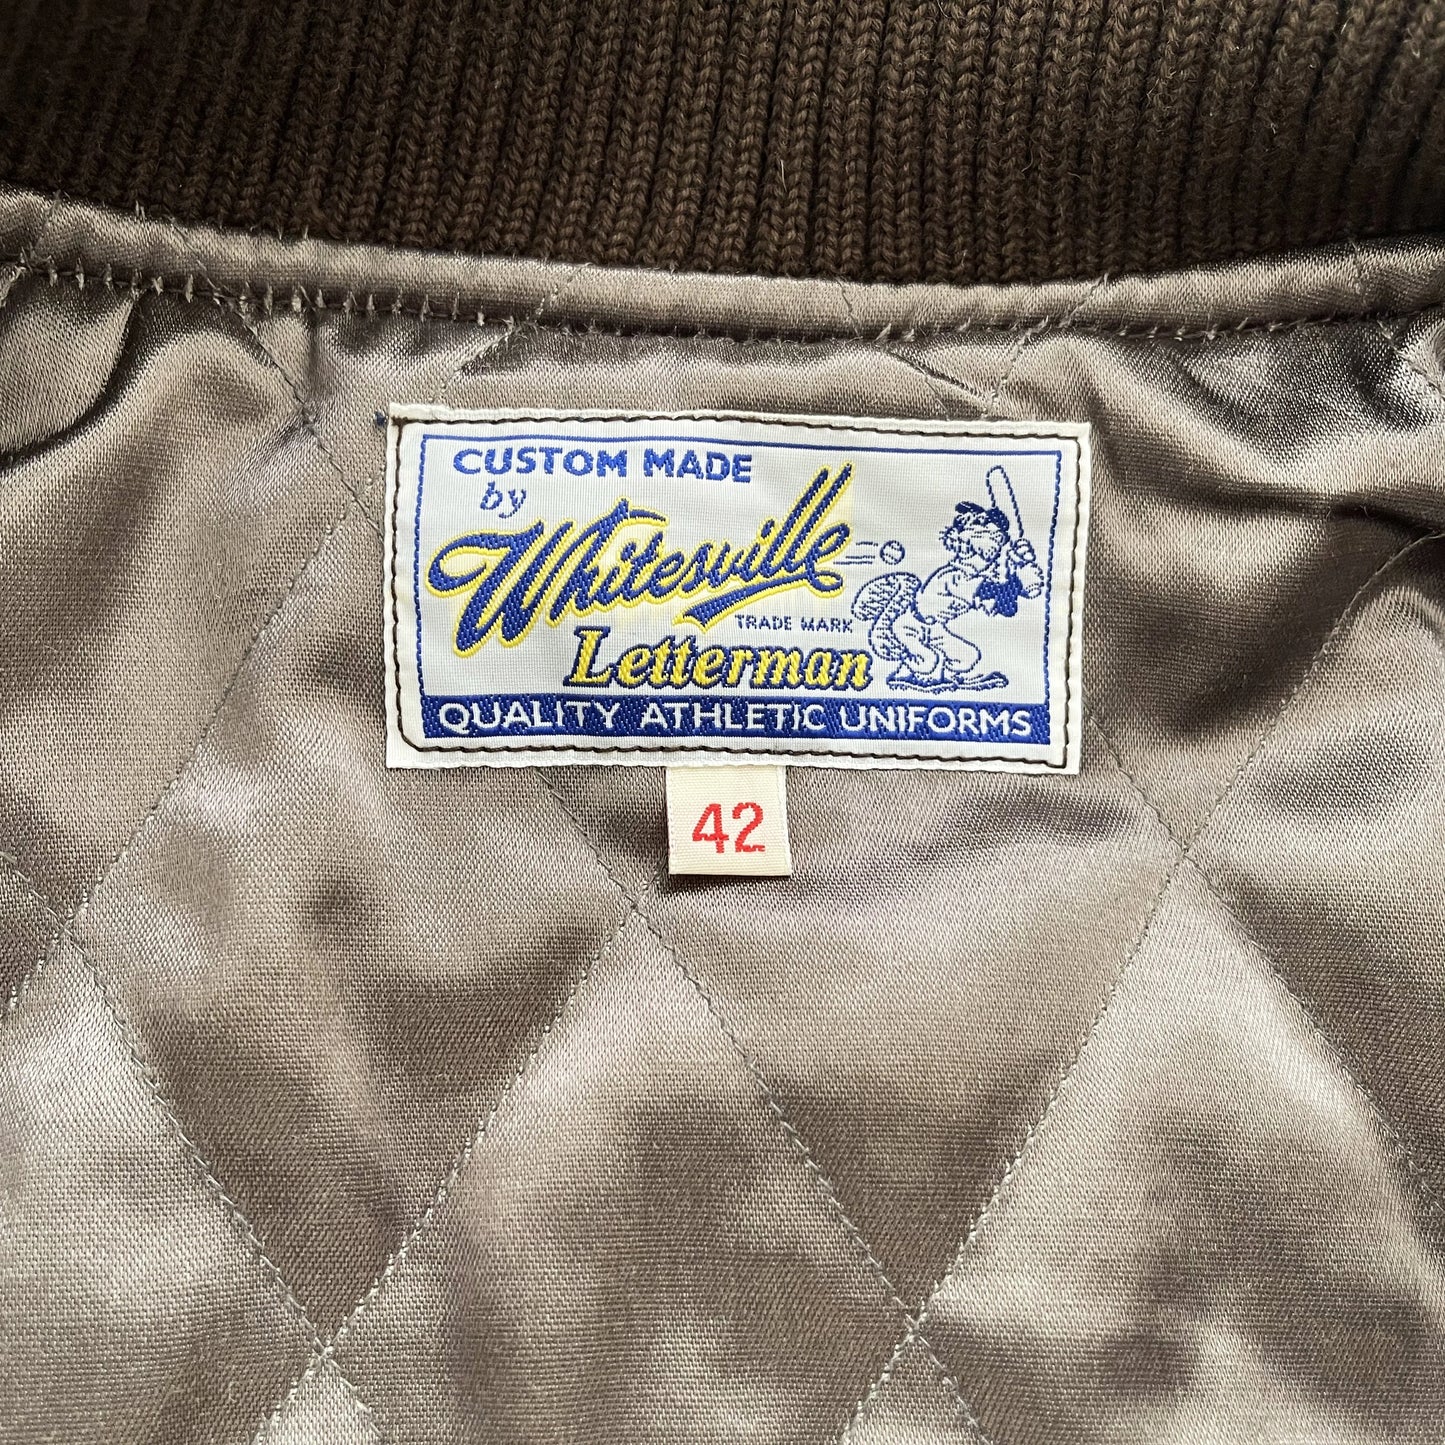 CUSTOM MADE
by
Whitesville
TRADE MARK
Letterman
QUALITY ATHLETIC UNIFORMS
42